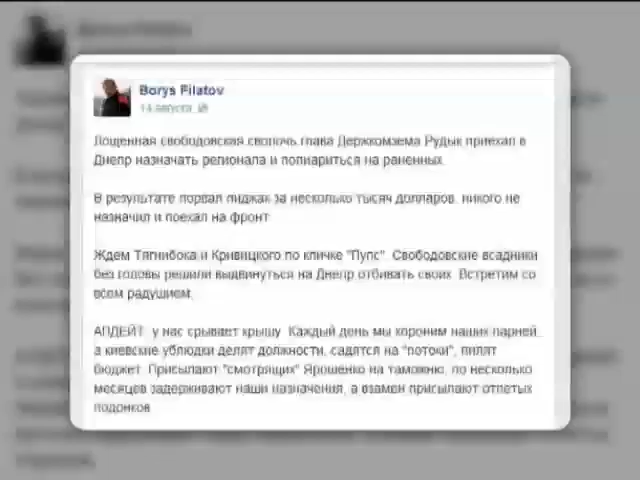 Borys Filatov
14 августа
Лощенная свободовская сволочь глава Держкомзема Рудык приехал в
Днепр назначать регионала и попиариться на раненных.
В результате порвал пиджак за несколько тысяч долларов, никого не
назначил и поехал на фронт
Ждем Тягнибока и Кривицкого по кличке "Пупс". Свободовские всадники
без головы решили выдвинуться на Днепр отбивать своих. Встретим со
всем радушием.
АПДЕЙТ: у нас срывает крышу. Каждый день мы хороним наших парней,
а киевские ублюдки делят должности, садятся на "потоки", пилят
бюджет. Присылают "смотрящих" Ярошенко на таможню, по несколько
месяцев задерживают наши назначения, а взамен присылают отпетых
подонков